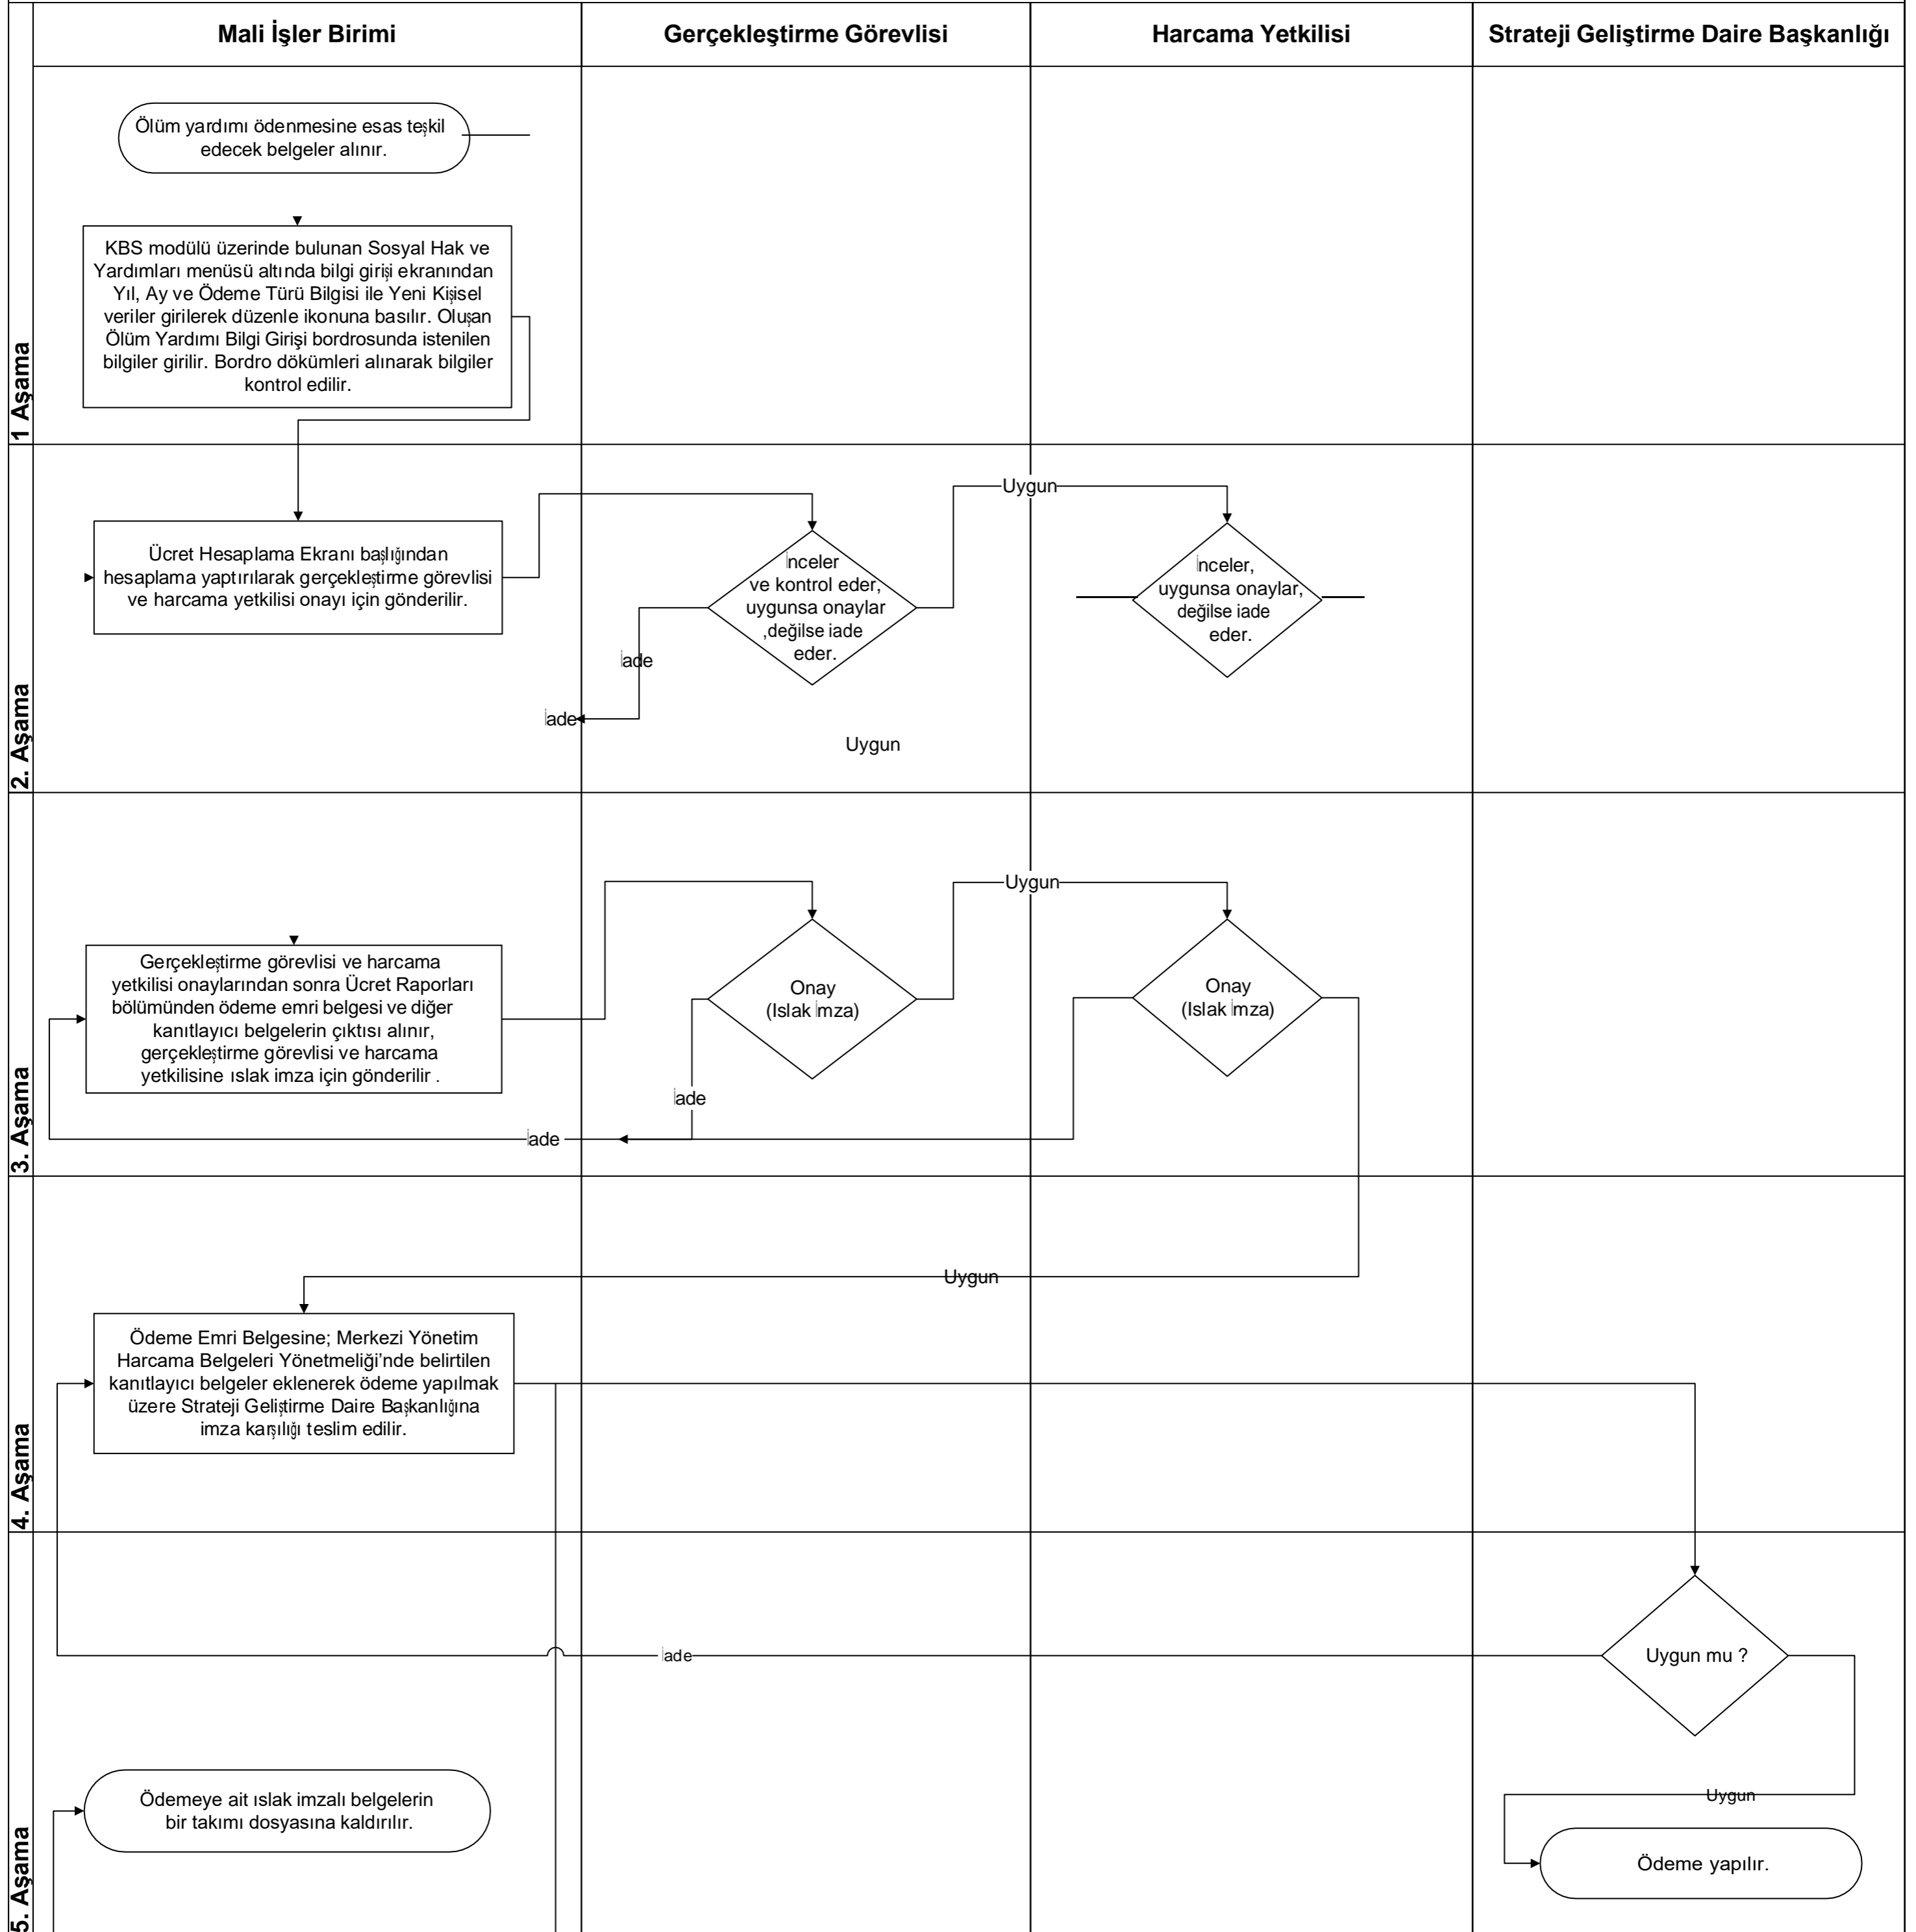 Mali İşler Birimi
Gerçekleştirme Görevlisi
Harcama Yetkilisi
Strateji Geliştirme Daire Başkanlığı
1 Aşama
Ölüm yardımı ödenmesine esas teşkil
edecek belgeler alınır.
KBS modülü üzerinde bulunan Sosyal Hak ve
Yardımları menüsü altında bilgi girişi ekranından
Yıl, Ay ve Ödeme Türü Bilgisi ile Yeni Kişisel
veriler girilerek düzenle ikonuna basılır. Oluşan
Ölüm Yardımı Bilgi Girişi bordrosunda istenilen
bilgiler girilir. Bordro dökümleri alınarak bilgiler
kontrol edilir.
2. Aşama
Ücret Hesaplama Ekranı başlığından
hesaplama yaptırılarak gerçekleştirme görevlisi
ve harcama yetkilisi onayı için gönderilir.
İnceler
ve kontrol eder,
uygunsa onaylar
,değilse iade
eder.
Uygun
İnceler,
uygunsa onaylar,
değilse iade
eder.
İade
İade
Uygun
3. Aşama
Gerçekleştirme görevlisi ve harcama
yetkilisi onaylarından sonra Ücret Raporları
bölümünden ödeme emri belgesi ve diğer
kanıtlayıcı belgelerin çıktısı alınır,
gerçekleştirme görevlisi ve harcama
yetkilisine ıslak imza için gönderilir .
Onay
(Islak İmza)
Uygun
Onay
(Islak İmza)
İade
İade
Uygun
4. Aşama
Ödeme Emri Belgesine; Merkezi Yönetim
Harcama Belgeleri Yönetmeliği’nde belirtilen
kanıtlayıcı belgeler eklenerek ödeme yapılmak
üzere Strateji Geliştirme Daire Başkanlığına
imza karşılığı teslim edilir.
5. Aşama
İade
Uygun mu ?
Uygun
Ödemeye ait ıslak imzalı belgelerin
bir takımı dosyasına kaldırılır.
Ödeme yapılır.